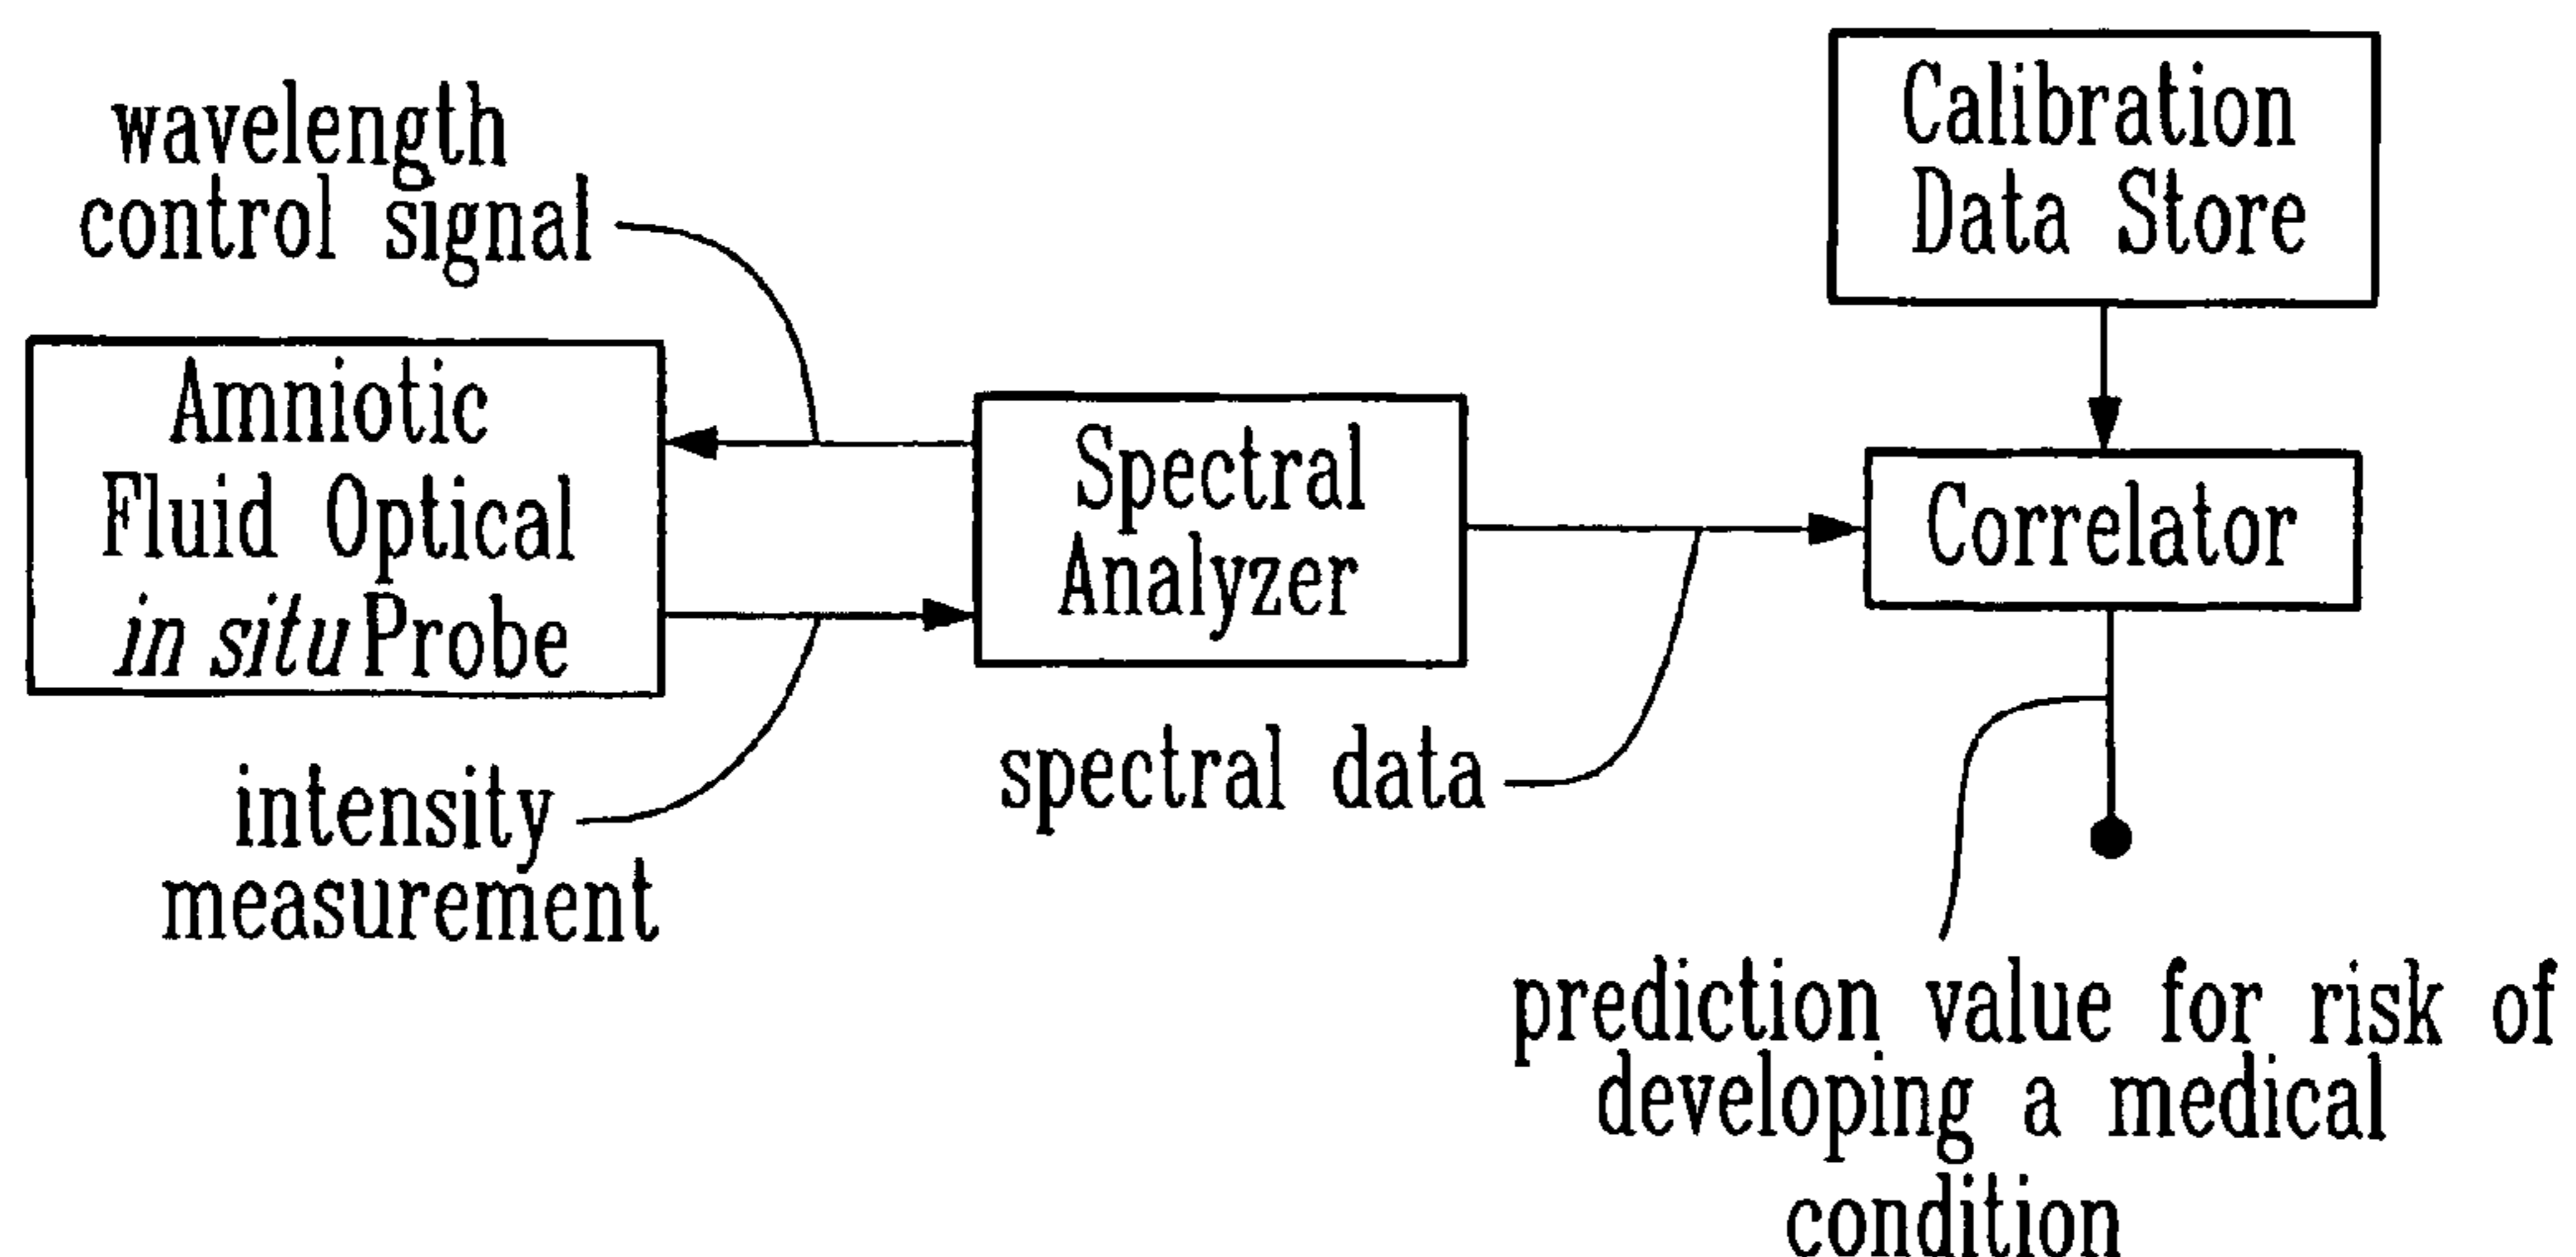 wavelength
control signal
Calibration
Data Store
Amniotic
Fluid Optical
in situ Probe
Spectral
Analyzer
Correlator
intensity
measurement
spectral data
prediction value for risk of
developing a medical
condition